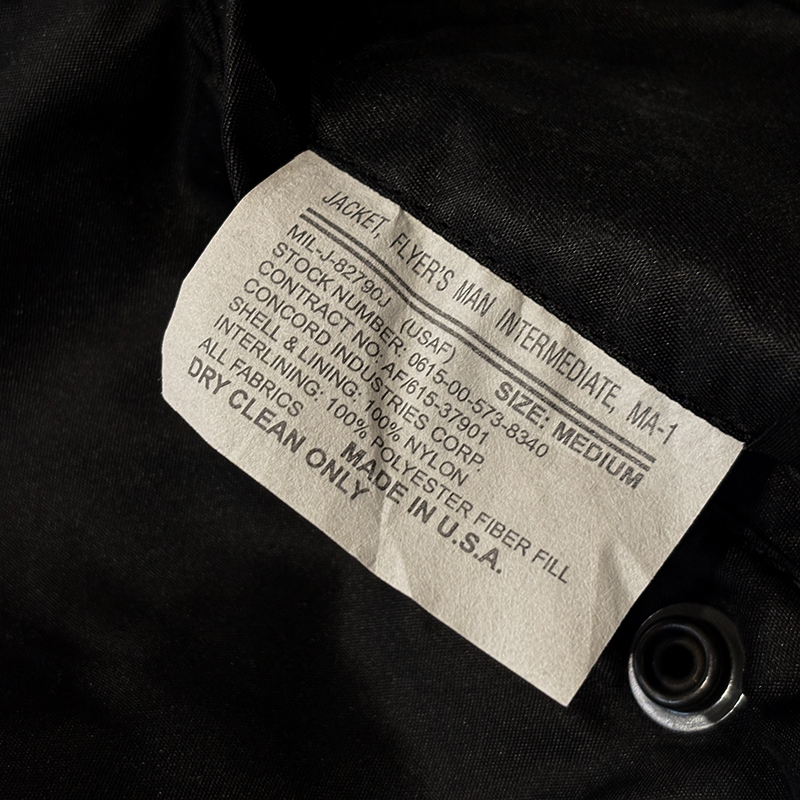 JACKET, FLYER'S MAN INTERMEDIATE, MA-1
MIL-J-82790J (USAF) SIZE: MEDIUM
STOCK NUMBER: 0615-00-573-8340
CONTRACT NO: AF/615-37901
CONCORD INDUSTRIES CORP.
SHELL & LINING: 100% NYLON
INTERLINING: 100% POLYESTER FIBER FILL
ALL FABRICS MADE IN U.S.A.
DRY CLEAN ONLY